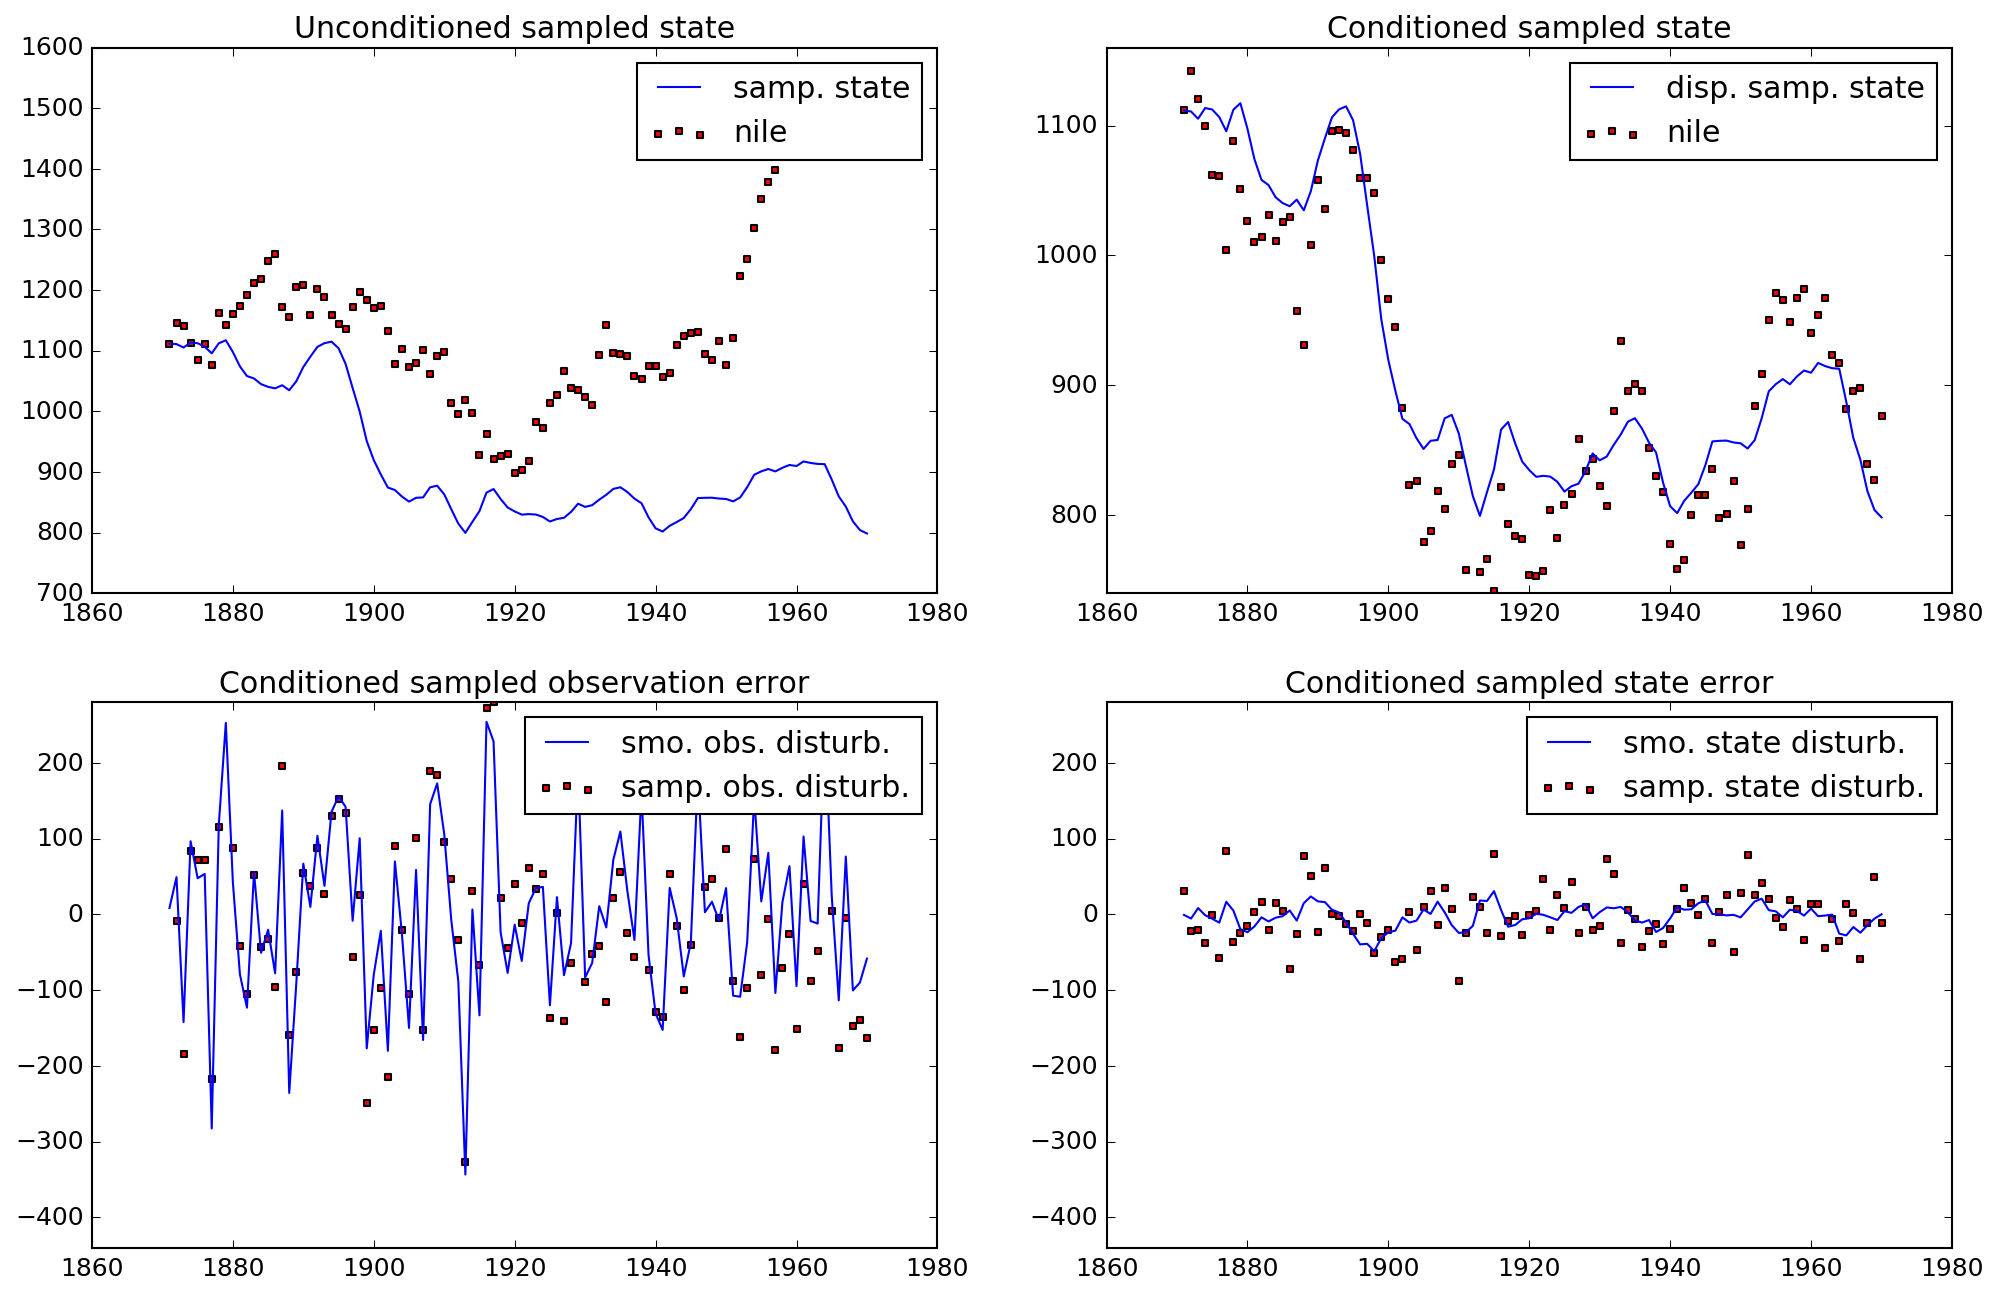 Unconditioned sampled state
1600
1500
1400
1300
1200
1100
1000
900
800
700
samp. state
nile
1860 1880 1900 1920 1940 1960 1980
Conditioned sampled state
1100
1000
900
800
disp. samp. state
nile
1860 1880 1900 1920 1940 1960 1980
Conditioned sampled observation error
200
100
0
−100
−200
−300
−400
smo. obs. disturb.
samp. obs. disturb.
1860 1880 1900 1920 1940 1960 1980
Conditioned sampled state error
200
100
0
−100
−200
−300
−400
smo. state disturb.
samp. state disturb.
1860 1880 1900 1920 1940 1960 1980